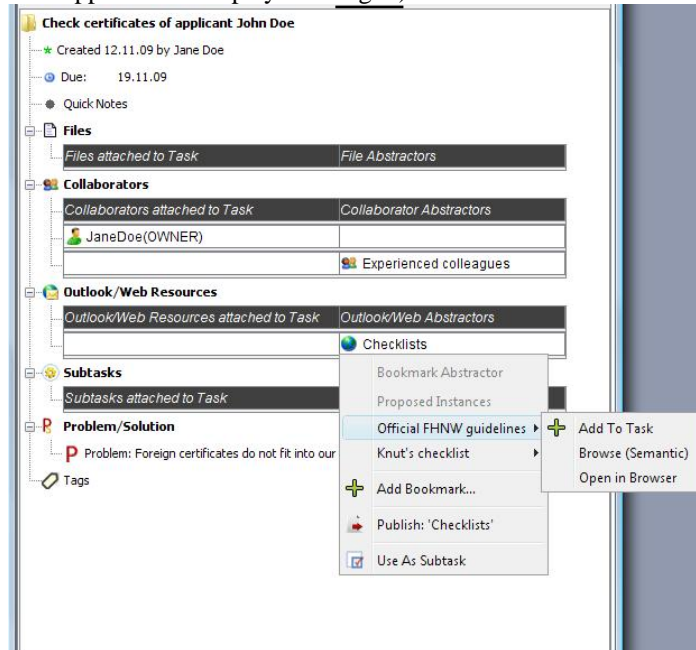 Check certificates of applicant John Doe
Created 12.11.09 by Jane Doe
Due: 19.11.09
Quick Notes
Files
Files attached to Task File Abstractors
Collaborators
Collaborators attached to Task Collaborator Abstractors
JaneDoe(OWNER)
Experienced colleagues
Outlook/Web Resources
Outlook/Web Resources attached to Task Outlook/Web Abstractors
Checklists
Subtasks
Bookmark Abstractor
Subtasks attached to Task
Proposed Instances
Problem/Solution
Official FHNW guidelines Add To Task
Problem: Foreign certificates do not fit into our
Knut's checklist Browse (Semantic)
Tags
Open in Browser
Add Bookmark...
Publish: 'Checklists'
Use As Subtask